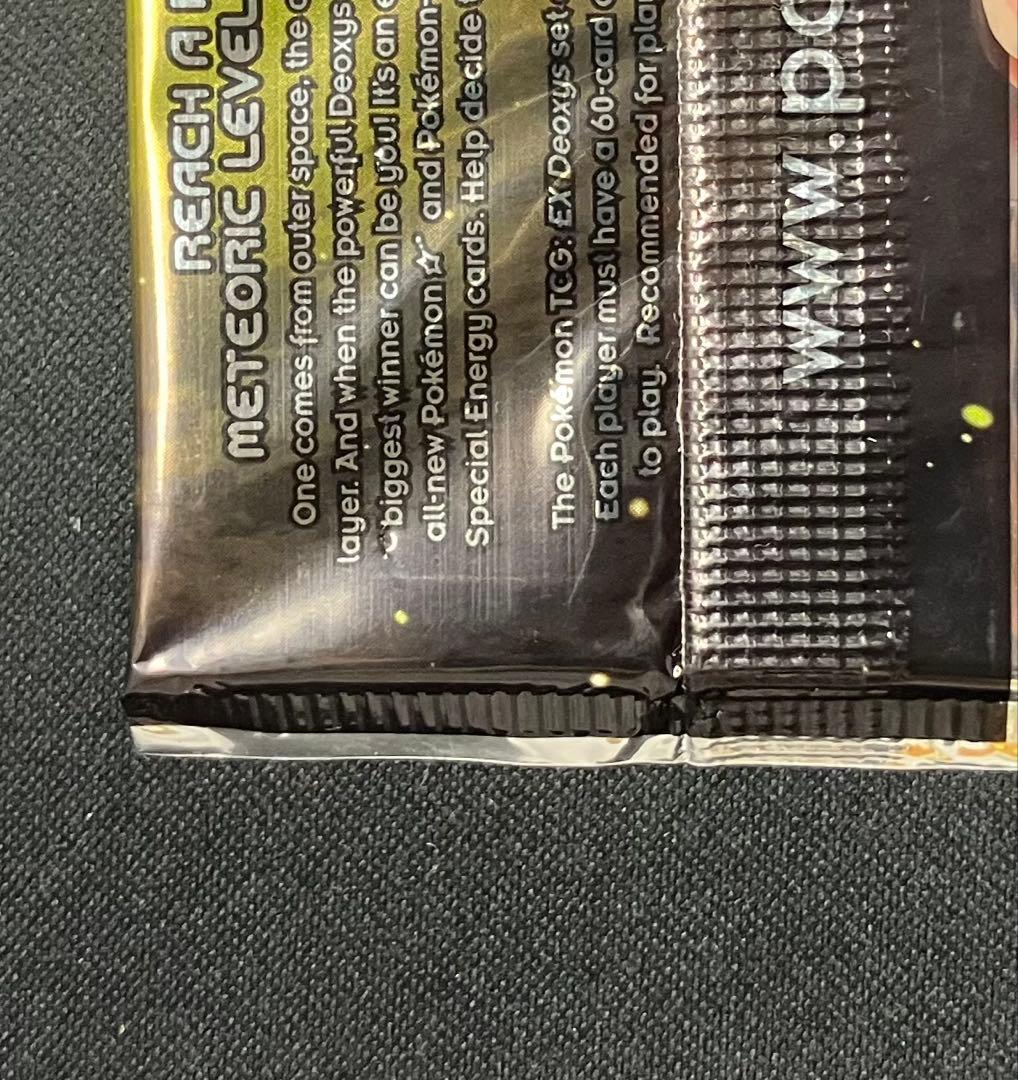 REACH A
METEORIC LEVEL
One comes from outer space, the
layer. And when the powerful Deoxys
biggest winner can be you! It's an
all-new Pokémon ☆ and Pokémon-
Special Energy cards. Help decide
The Pokémon TCG: EX Deoxys set
Each player must have a 60-card
to play. Recommended for play
www.po